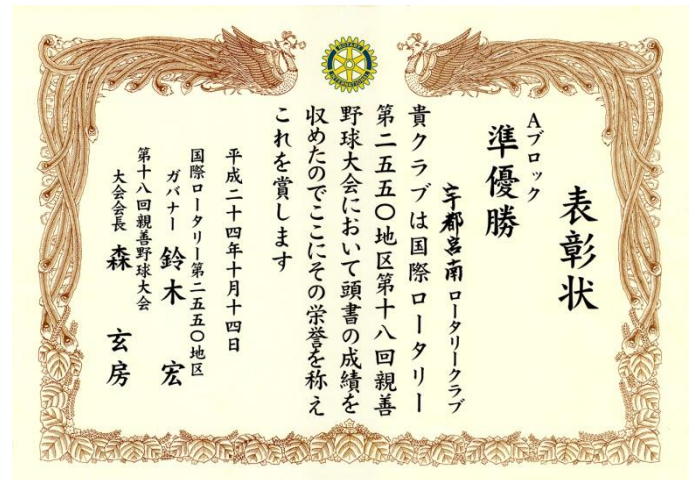 表彰状
Aブロック
準優勝
宇都宮南ロータリークラブ
貴クラブは国際ロータリー
第二五五〇地区第十八回親善
野球大会において頭書の成績を
収めたのでここにその栄誉を称え
これを賞します
平成二十四年十月十四日
国際ロータリー第二五五〇地区
ガバナー 鈴木 宏
第十八回親善野球大会
大会会長 森 玄房